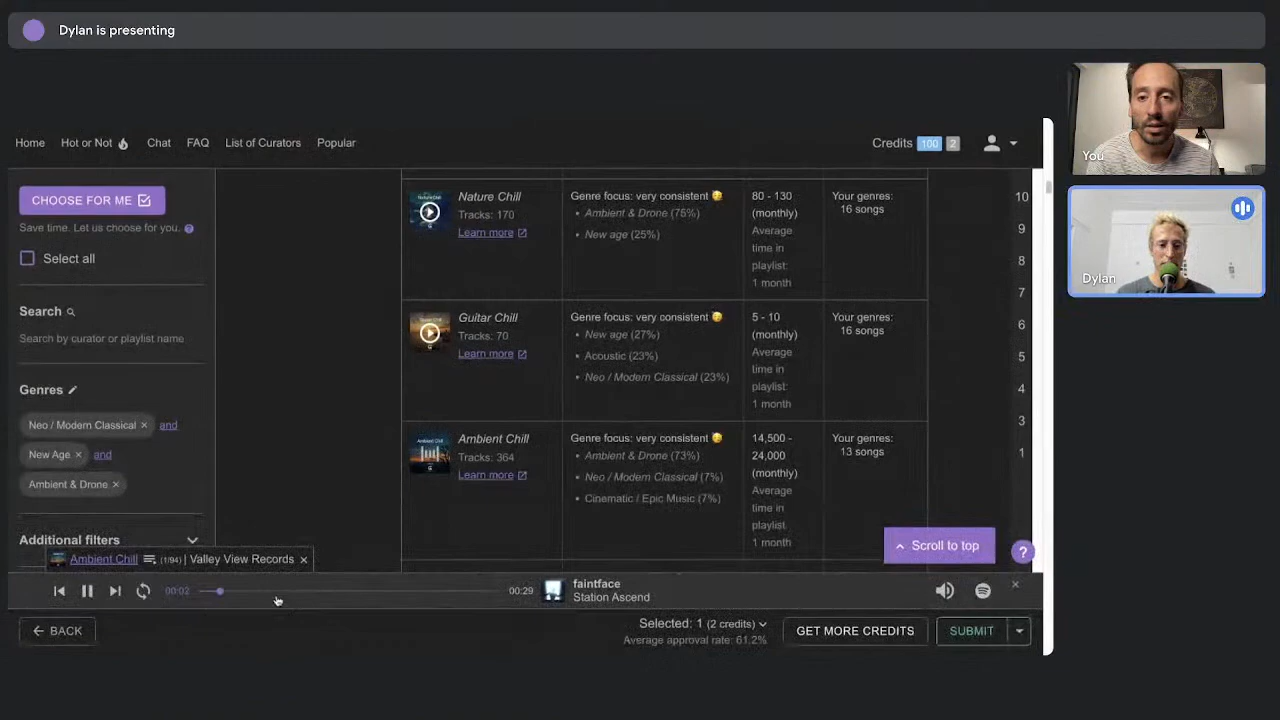 Dylan is presenting
Home Hot or Not Chat FAQ List of Curators Popular
Credits 100 2
CHOOSE FOR ME
Save time. Let us choose for you. ?
Select all
Search
Search by curator or playlist name
Genres
Neo / Modern Classical × and
New Age × and
Ambient & Drone ×
Additional filters
Nature Chill
Tracks: 170
Learn more
Genre focus: very consistent
• Ambient & Drone (75%)
• New age (25%)
80 - 130
(monthly)
Average
time in
playlist:
1 month
Your genres:
16 songs
Guitar Chill
Tracks: 70
Learn more
Genre focus: very consistent
• New age (27%)
• Acoustic (23%)
• Neo / Modern Classical (23%)
5 - 10
(monthly)
Average
time in
playlist:
1 month
Your genres:
16 songs
Ambient Chill
Tracks: 364
Learn more
Genre focus: very consistent
• Ambient & Drone (73%)
• Neo / Modern Classical (7%)
• Cinematic / Epic Music (7%)
14,500 -
24,000
(monthly)
Average
time in
playlist:
1 month
Your genres:
13 songs
10
9
8
7
6
5
4
3
1
Scroll to top
?
Ambient Chill (1/94) | Valley View Records ×
00:02
00:29
faintface
Station Ascend
BACK
Selected: 1 (2 credits)
Average approval rate: 61.2%
GET MORE CREDITS
SUBMIT
You
Dylan